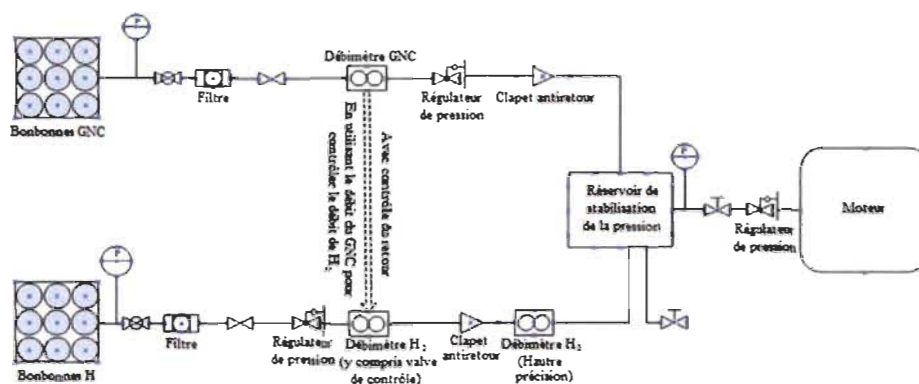 P
Débimètre GNC
Filtre
Régulateur
de pression
Clapet antiretour
Bonbonnes GNC
En utilisant le débit du GNC pour
contrôler le débit de H₂
Avec contrôle du retour
P
Réservoir de
stabilisation
de la pression
Régulateur
de pression
Moteur
P
Filtre
Régulateur
de pression
Débimètre H₂
(y compris valve
de contrôle)
Clapet
antiretour
Débimètre H₂
(Haute
précision)
Bonbonnes H